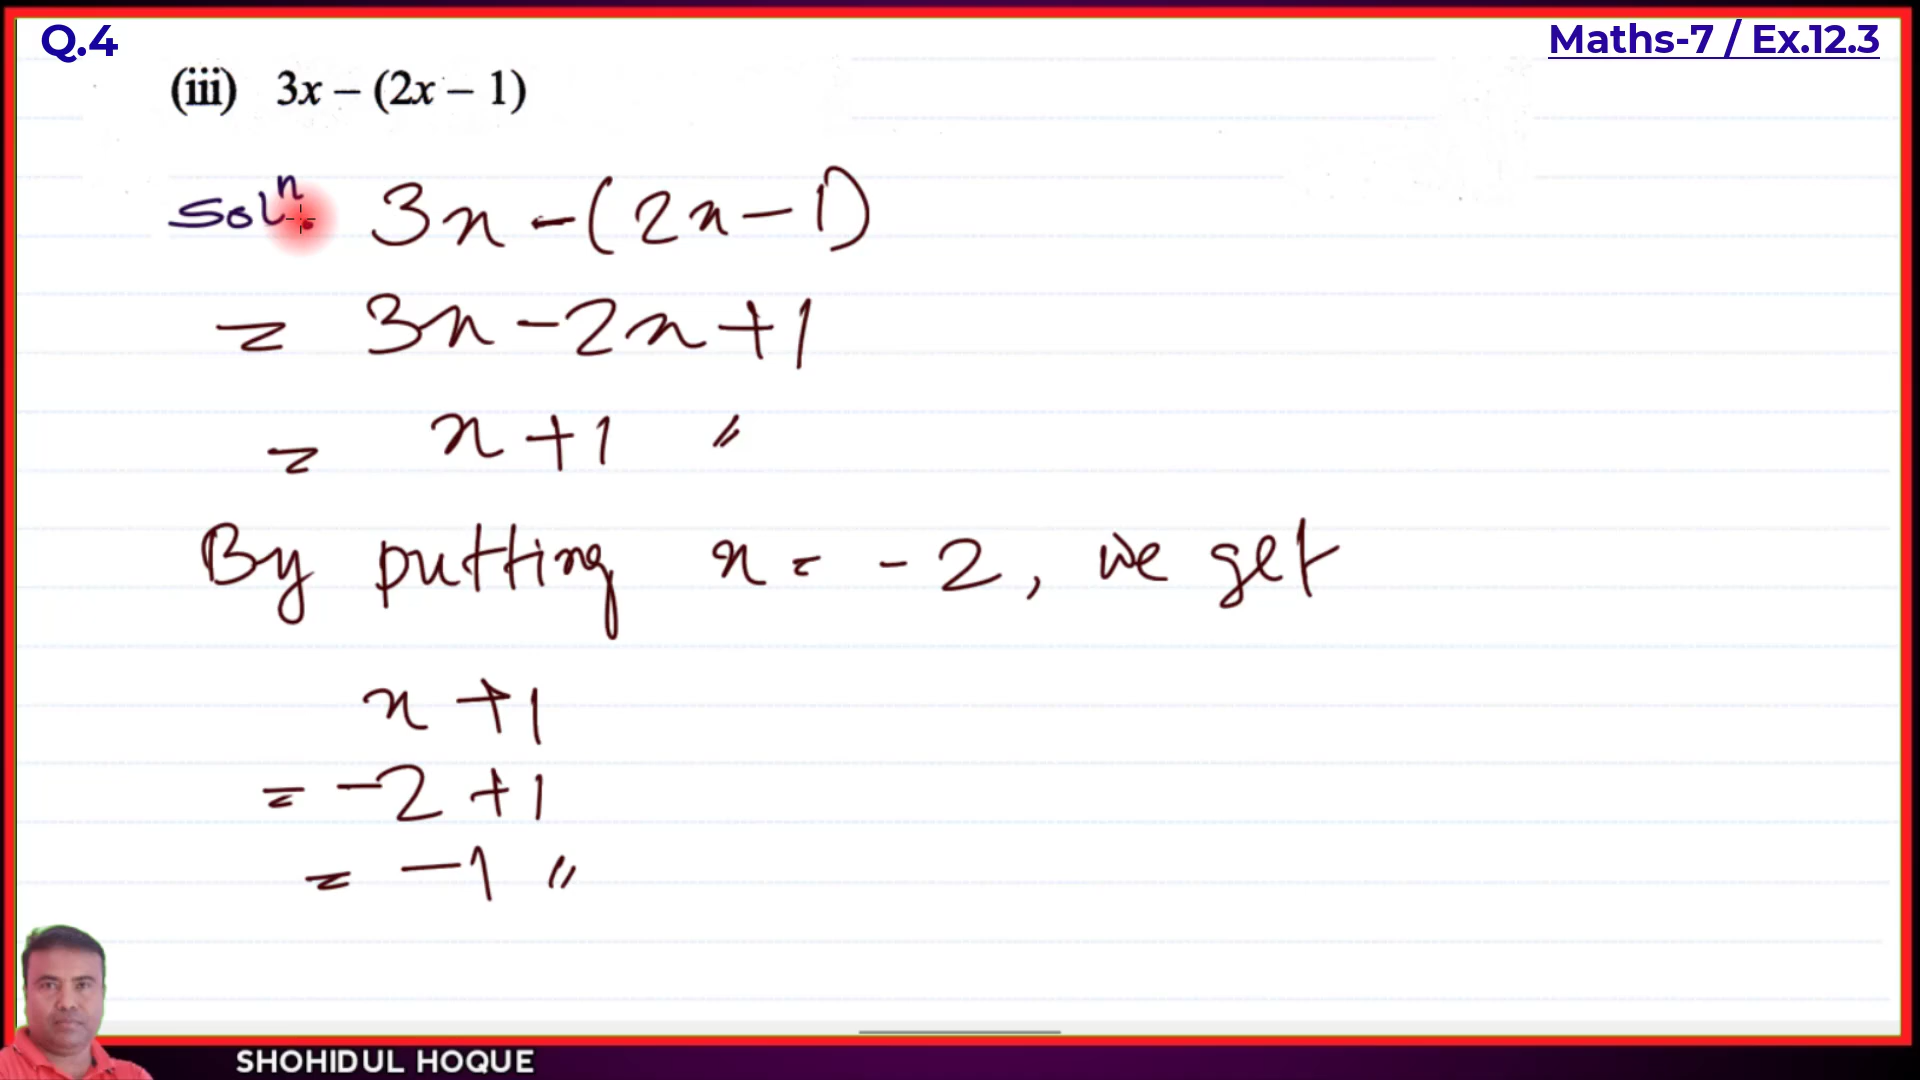 Q.4
Maths-7 / Ex.12.3
(iii) 3x – (2x – 1)
Solⁿ. 3x - (2x - 1)
= 3x - 2x + 1
= x + 1 〃
By putting x = -2, we get
x + 1
= -2 + 1
= -1 〃
SHOHIDUL HOQUE